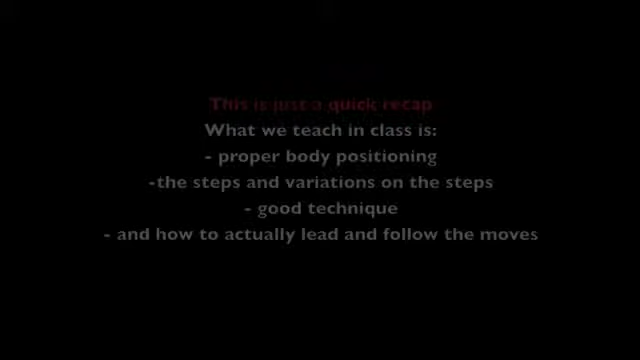 This is just a quick recap
What we teach in class is:
- proper body positioning
-the steps and variations on the steps
- good technique
- and how to actually lead and follow the moves